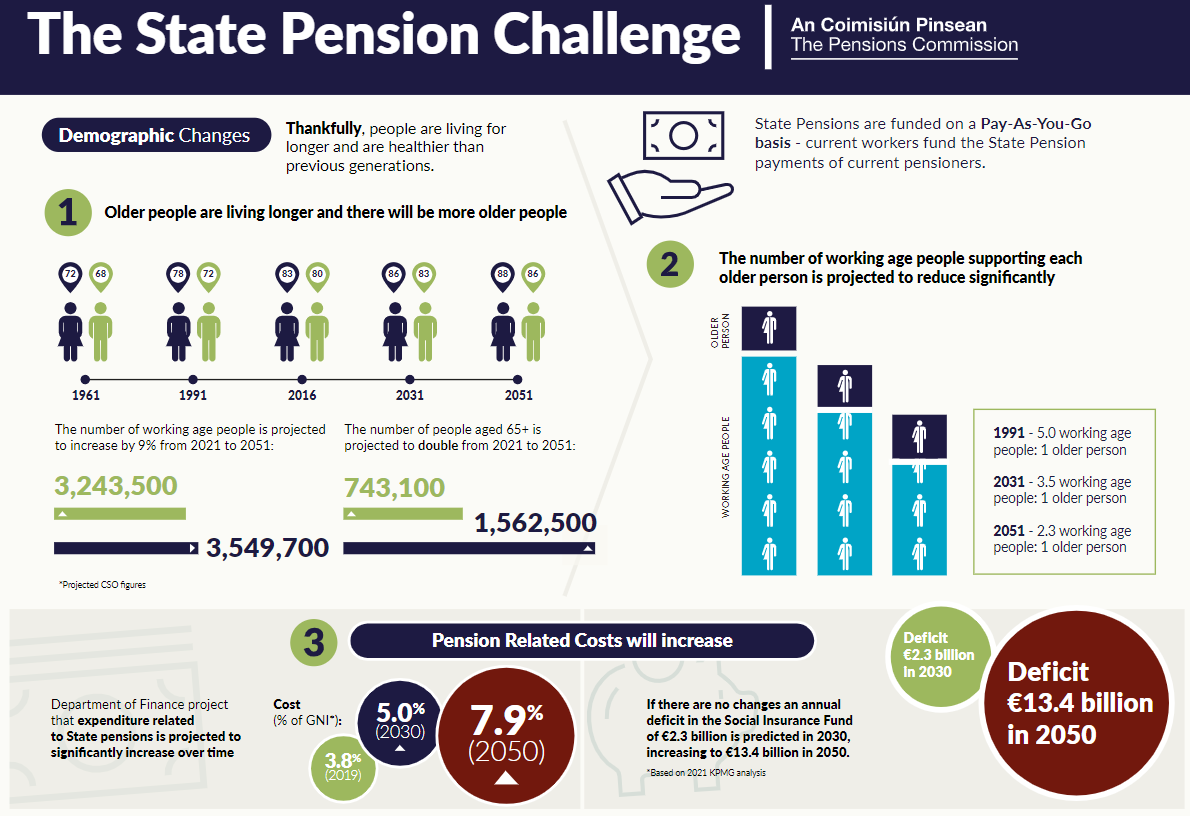 The State Pension Challenge
An Coimisiún Pinsean
The Pensions Commission
Demographic Changes
Thankfully, people are living for
longer and are healthier than
previous generations.
1
Older people are living longer and there will be more older people
72 68 78 72 83 80 86 83 88 86
1961 1991 2016 2031 2051
The number of working age people is projected
to increase by 9% from 2021 to 2051:
3,243,500
3,549,700
*Projected CSO figures
The number of people aged 65+ is
projected to double from 2021 to 2051:
743,100
1,562,500
State Pensions are funded on a Pay-As-You-Go
basis - current workers fund the State Pension
payments of current pensioners.
2
The number of working age people supporting each
older person is projected to reduce significantly
OLDER
PERSON
WORKING AGE PEOPLE
1991 - 5.0 working age
people: 1 older person
2031 - 3.5 working age
people: 1 older person
2051 - 2.3 working age
people: 1 older person
3
Pension Related Costs will increase
Department of Finance project
that expenditure related
to State pensions is projected to
significantly increase over time
Cost
(% of GNI*):
3.8%
(2019)
5.0%
(2030)
7.9%
(2050)
If there are no changes an annual
deficit in the Social Insurance Fund
of €2.3 billion is predicted in 2030,
increasing to €13.4 billion in 2050.
*Based on 2021 KPMG analysis
Deficit
€2.3 billion
in 2030
Deficit
€13.4 billion
in 2050